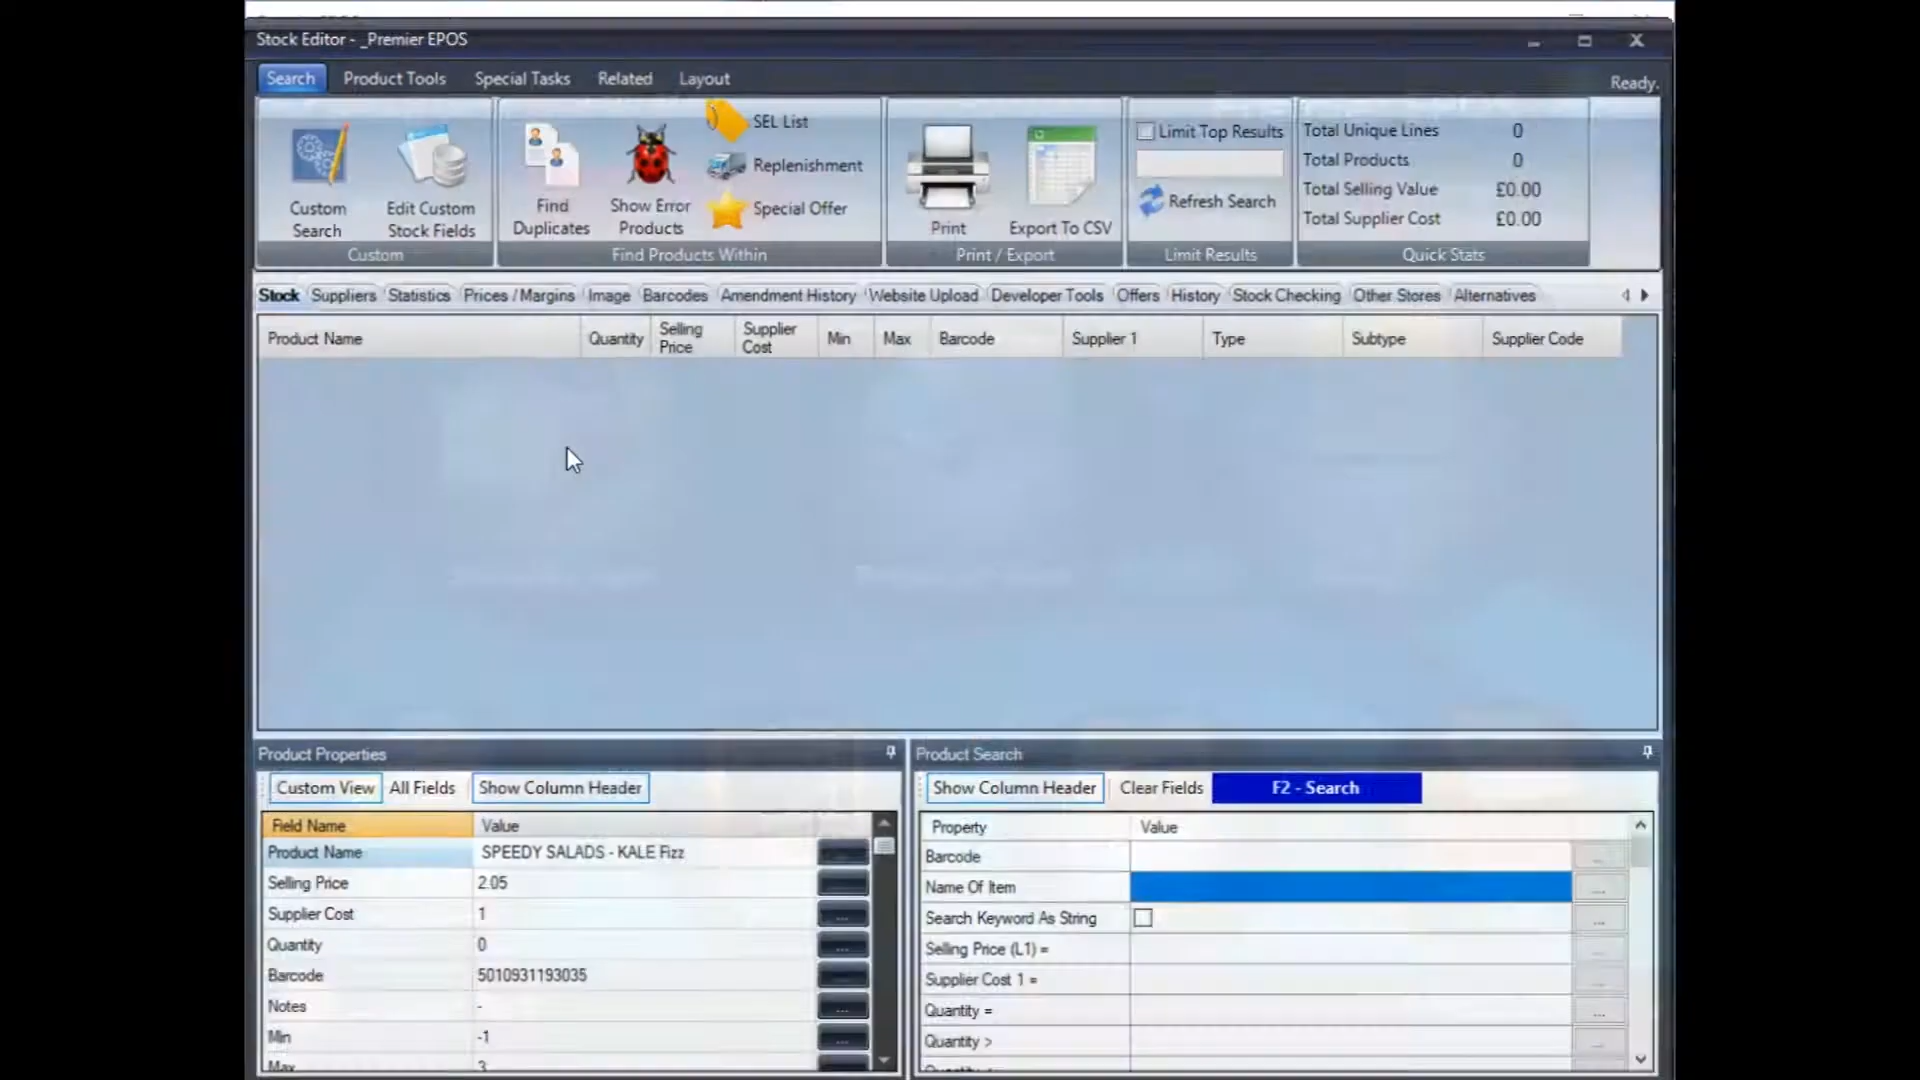 Stock Editor - _Premier EPOS
Search Product Tools Special Tasks Related Layout
Ready.
Custom Search
Edit Custom Stock Fields
Custom
Find Duplicates
Show Error Products
SEL List
Replenishment
Special Offer
Find Products Within
Print
Export To CSV
Print / Export
Limit Top Results
Refresh Search
Limit Results
Total Unique Lines 0
Total Products 0
Total Selling Value £0.00
Total Supplier Cost £0.00
Quick Stats
Stock Suppliers Statistics Prices / Margins Image Barcodes Amendment History Website Upload Developer Tools Offers History Stock Checking Other Stores Alternatives
Product Name Quantity Selling Price Supplier Cost Min Max Barcode Supplier 1 Type Subtype Supplier Code
Product Properties
Custom View All Fields Show Column Header
Field Name Value
Product Name SPEEDY SALADS - KALE Fizz
Selling Price 2.05
Supplier Cost 1 ...
Quantity 0 ...
Barcode 5010931193035
Notes - ...
Min -1 ...
Max 3
Product Search
Show Column Header Clear Fields F2 - Search
Property Value
Barcode ...
Name Of Item ...
Search Keyword As String ...
Selling Price (L1) = ...
Supplier Cost 1 = ...
Quantity = ...
Quantity > ...